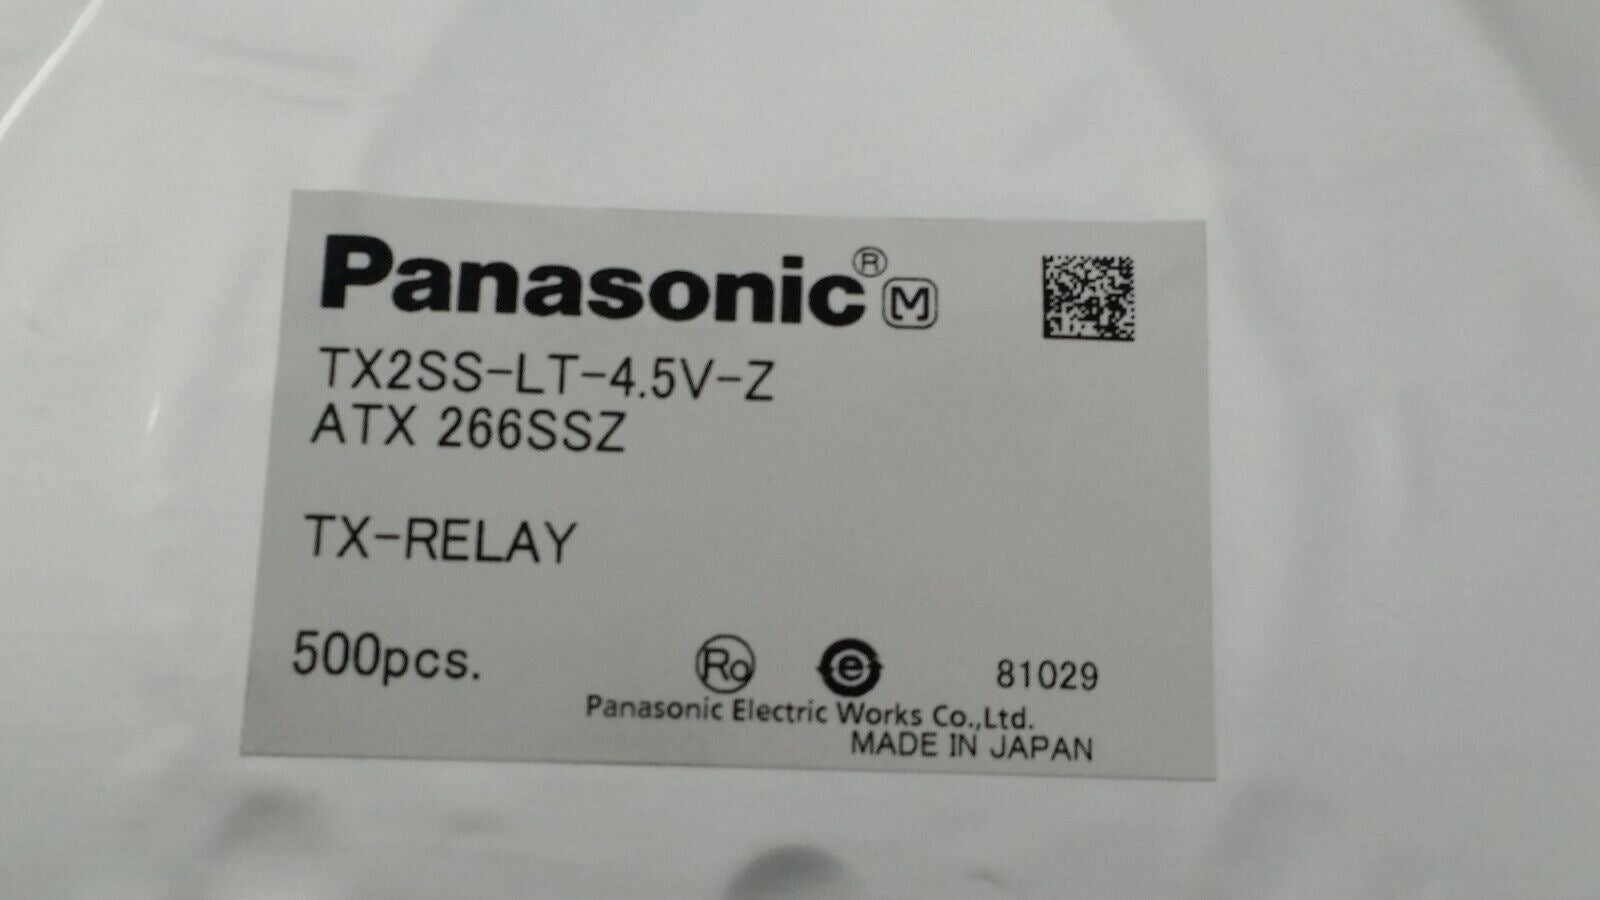 Panasonic® M
TX2SS-LT-4.5V-Z
ATX 266SSZ
TX-RELAY
500pcs. Ro e 81029
Panasonic Electric Works Co.,Ltd.
MADE IN JAPAN